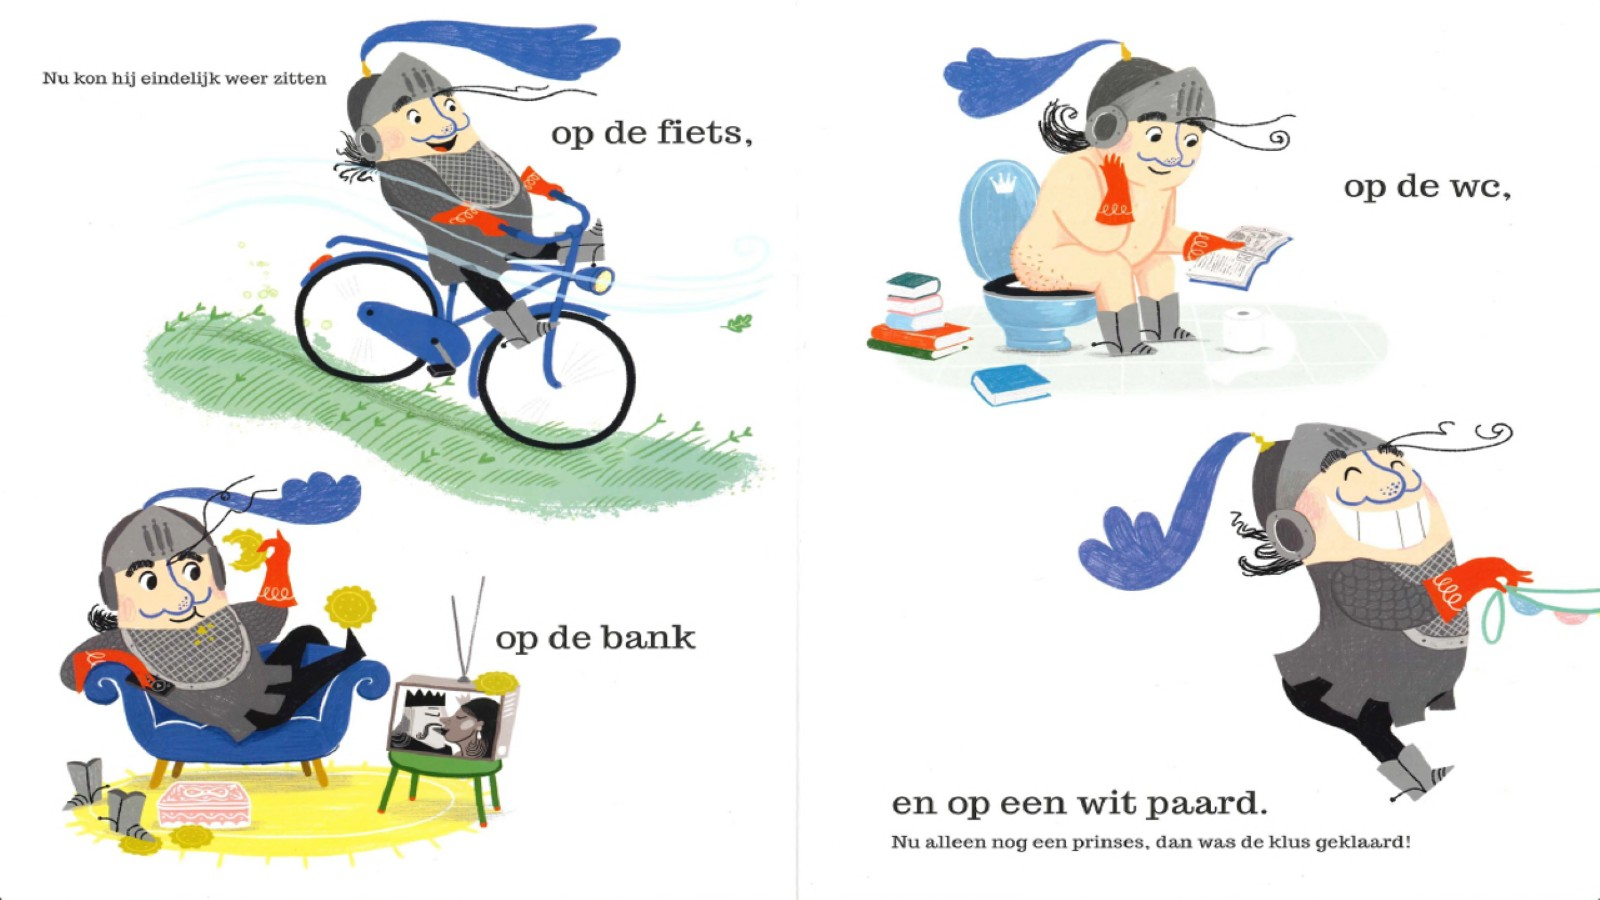 Nu kon hij eindelijk weer zitten
op de fiets,
op de bank
op de wc,
en op een wit paard.
Nu alleen nog een prinses, dan was de klus geklaard!